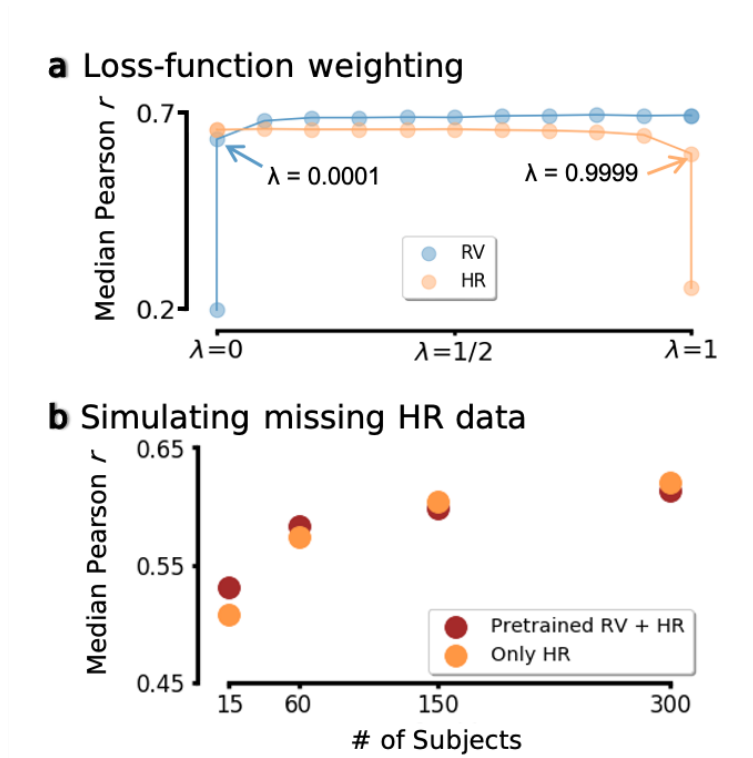 a Loss-function weighting
Median Pearson r
0.7
0.2
λ = 0.0001
λ = 0.9999
RV
HR
λ=0
λ=1/2
λ=1
b Simulating missing HR data
Median Pearson r
0.65
0.55
0.45
Pretrained RV + HR
Only HR
15
60
150
300
# of Subjects